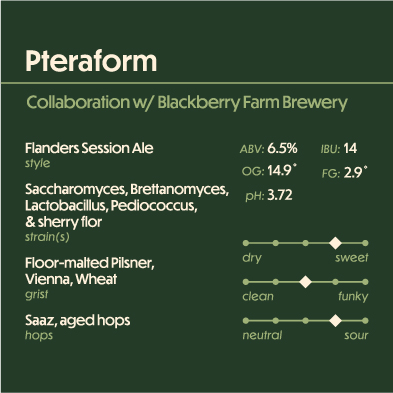 Pteraform
Collaboration w/ Blackberry Farm Brewery
Flanders Session Ale
style
Saccharomyces, Brettanomyces,
Lactobacillus, Pediococcus,
& sherry flor
strain(s)
Floor-malted Pilsner,
Vienna, Wheat
grist
Saaz, aged hops
hops
ABV: 6.5% IBU: 14
OG: 14.9° FG: 2.9°
pH: 3.72
dry sweet
clean funky
neutral sour